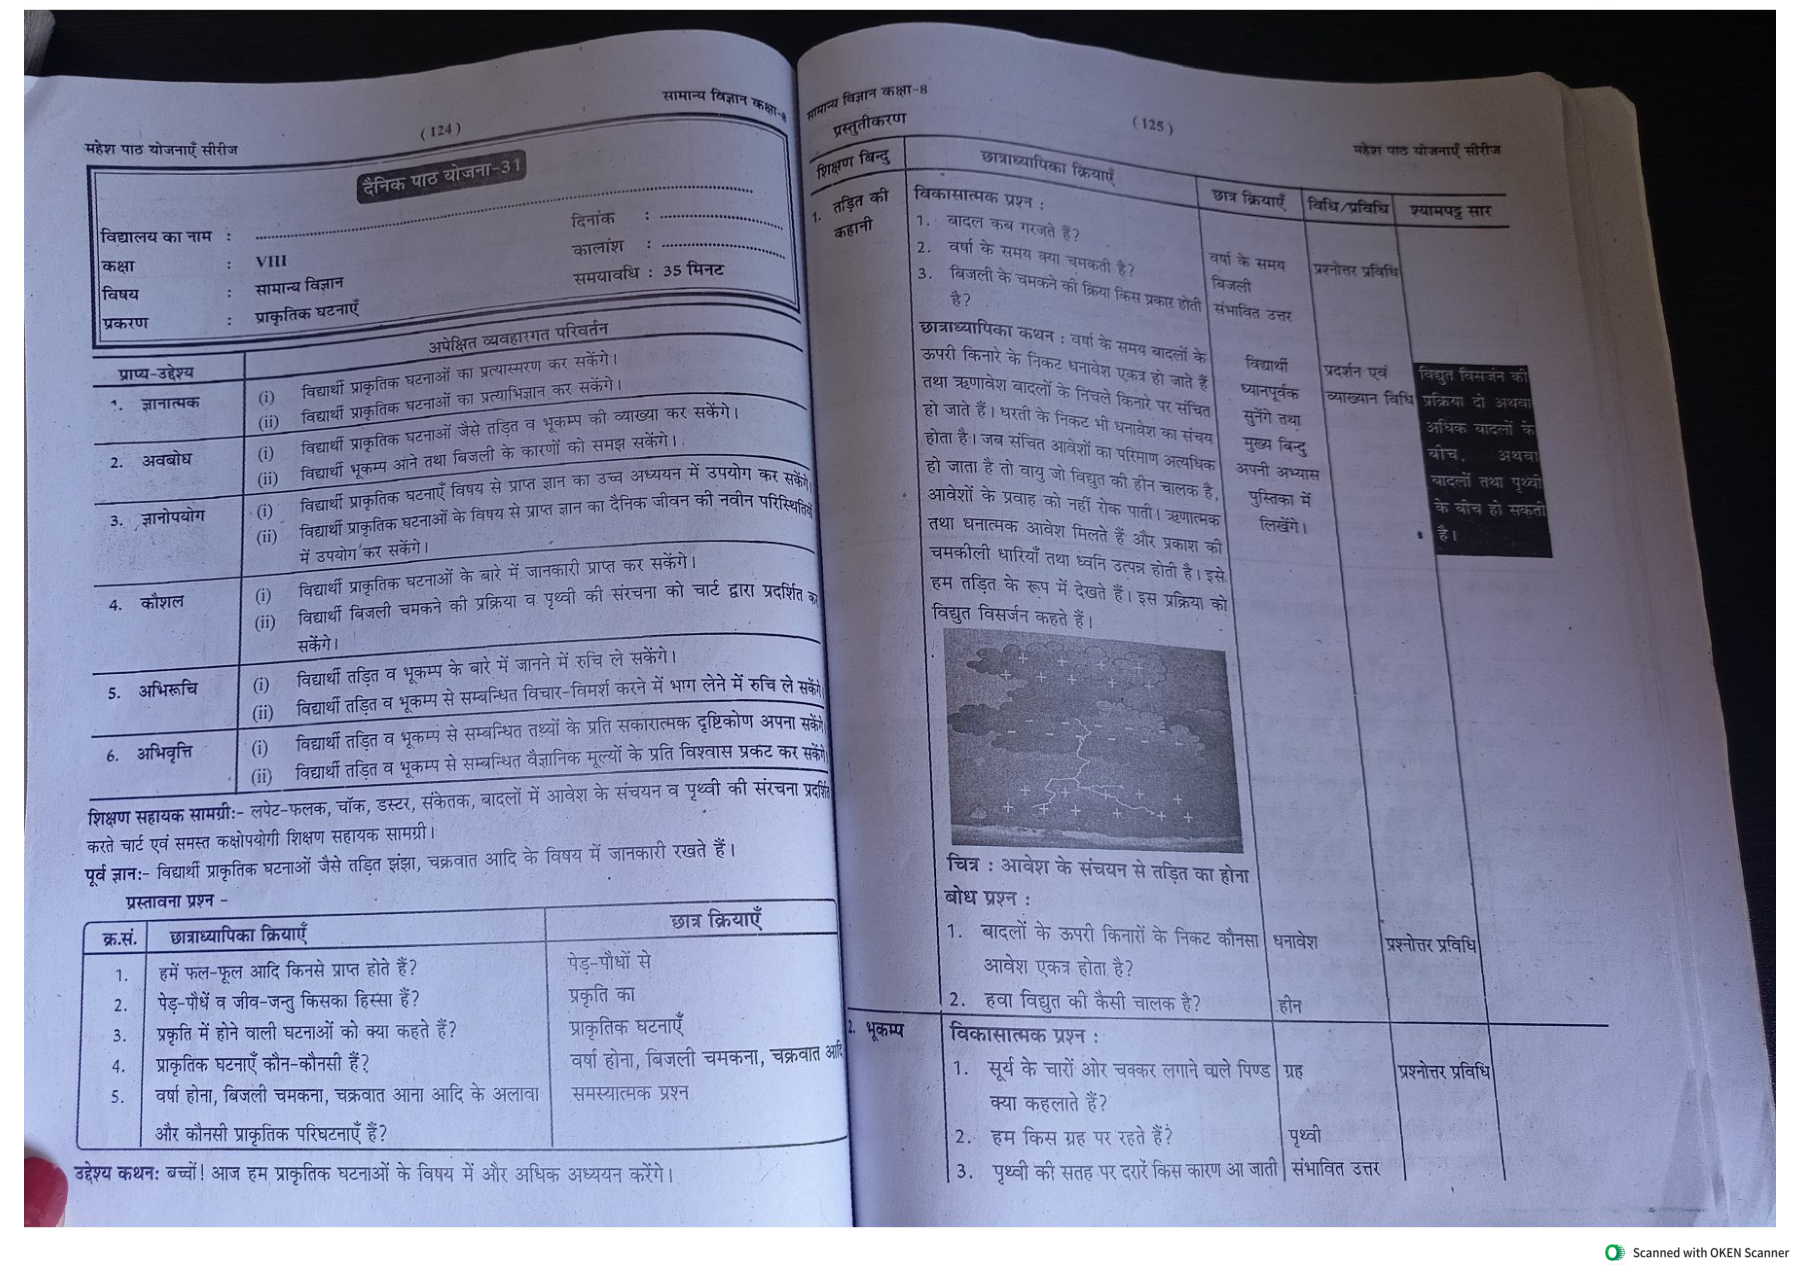 सामान्य विज्ञान कक्षा-8
(124)
महेश पाठ योजनाएँ सीरीज
दैनिक पाठ योजना-31
विद्यालय का नाम :
दिनांक :
कक्षा : VIII
कालांश :
विषय : सामान्य विज्ञान
समयावधि : 35 मिनट
प्रकरण : प्राकृतिक घटनाएँ
प्राप्य-उद्देश्य
अपेक्षित व्यवहारगत परिवर्तन
1. ज्ञानात्मक
(i) विद्यार्थी प्राकृतिक घटनाओं का प्रत्यास्मरण कर सकेंगे।
(ii) विद्यार्थी प्राकृतिक घटनाओं का प्रत्याभिज्ञान कर सकेंगे।
2. अवबोध
(i) विद्यार्थी प्राकृतिक घटनाओं जैसे तड़ित व भूकम्प की व्याख्या कर सकेंगे।
(ii) विद्यार्थी भूकम्प आने तथा बिजली के कारणों को समझ सकेंगे।
3. ज्ञानोपयोग
(i) विद्यार्थी प्राकृतिक घटनाएँ विषय से प्राप्त ज्ञान का उच्च अध्ययन में उपयोग कर सकेंगे
(ii) विद्यार्थी प्राकृतिक घटनाओं के विषय से प्राप्त ज्ञान का दैनिक जीवन की नवीन परिस्थितियों
में उपयोग कर सकेंगे।
4. कौशल
(i) विद्यार्थी प्राकृतिक घटनाओं के बारे में जानकारी प्राप्त कर सकेंगे।
(ii) विद्यार्थी बिजली चमकने की प्रक्रिया व पृथ्वी की संरचना को चार्ट द्वारा प्रदर्शित कर
सकेंगे।
5. अभिरूचि
(i) विद्यार्थी तड़ित व भूकम्प के बारे में जानने में रुचि ले सकेंगे।
(ii) विद्यार्थी तड़ित व भूकम्प से सम्बन्धित विचार-विमर्श करने में भाग लेने में रुचि ले सकेंगे।
6. अभिवृत्ति
(i) विद्यार्थी तड़ित व भूकम्प से सम्बन्धित तथ्यों के प्रति सकारात्मक दृष्टिकोण अपना सकेंगे
(ii) विद्यार्थी तड़ित व भूकम्प से सम्बन्धित वैज्ञानिक मूल्यों के प्रति विश्वास प्रकट कर सकेंगे
शिक्षण सहायक सामग्री:- लपेट-फलक, चॉक, डस्टर, संकेतक, बादलों में आवेश के संचयन व पृथ्वी की संरचना प्रदर्शित
करते चार्ट एवं समस्त कक्षोपयोगी शिक्षण सहायक सामग्री।
पूर्व ज्ञान:- विद्यार्थी प्राकृतिक घटनाओं जैसे तड़ित झंझा, चक्रवात आदि के विषय में जानकारी रखते हैं।
प्रस्तावना प्रश्न -
क्र.सं. छात्राध्यापिका क्रियाएँ छात्र क्रियाएँ
1. हमें फल-फूल आदि किनसे प्राप्त होते हैं? पेड़-पौधों से
2. पेड़-पौधें व जीव-जन्तु किसका हिस्सा हैं? प्रकृति का
3. प्रकृति में होने वाली घटनाओं को क्या कहते हैं? प्राकृतिक घटनाएँ
4. प्राकृतिक घटनाएँ कौन-कौनसी हैं? वर्षा होना, बिजली चमकना, चक्रवात आदि
5. वर्षा होना, बिजली चमकना, चक्रवात आना आदि के अलावा समस्यात्मक प्रश्न
और कौनसी प्राकृतिक परिघटनाएँ हैं?
उद्देश्य कथन: बच्चों! आज हम प्राकृतिक घटनाओं के विषय में और अधिक अध्ययन करेंगे।
सामान्य विज्ञान कक्षा-8
(125)
महेश पाठ योजनाएँ सीरीज
प्रस्तुतीकरण
शिक्षण बिन्दु छात्राध्यापिका क्रियाएँ छात्र क्रियाएँ विधि/प्रविधि श्यामपट्ट सार
1. तड़ित की
कहानी
विकासात्मक प्रश्न :
1. बादल कब गरजते हैं?
2. वर्षा के समय क्या चमकती है?
3. बिजली के चमकने की क्रिया किस प्रकार होती
है?
वर्षा के समय
बिजली
संभावित उत्तर
प्रश्नोत्तर प्रविधि
छात्राध्यापिका कथन : वर्षा के समय बादलों के
ऊपरी किनारे के निकट धनावेश एकत्र हो जाते हैं
तथा ऋणावेश बादलों के निचले किनारे पर संचित
हो जाते हैं। धरती के निकट भी धनावेश का संचय
होता है। जब संचित आवेशों का परिमाण अत्यधिक
हो जाता है तो वायु जो विद्युत की हीन चालक है,
आवेशों के प्रवाह को नहीं रोक पाती। ऋणात्मक
तथा धनात्मक आवेश मिलते हैं और प्रकाश की
चमकीली धारियाँ तथा ध्वनि उत्पन्न होती है। इसे
हम तड़ित के रूप में देखते हैं। इस प्रक्रिया को
विद्युत विसर्जन कहते हैं।
विद्यार्थी
ध्यानपूर्वक
सुनेंगे तथा
मुख्य बिन्दु
अपनी अभ्यास
पुस्तिका में
लिखेंगे।
प्रदर्शन एवं
व्याख्यान विधि
विद्युत विसर्जन की
प्रक्रिया दो अथवा
अधिक बादलों के
बीच, अथवा
बादलों तथा पृथ्वी
के बीच हो सकती
है।
चित्र : आवेश के संचयन से तड़ित का होना
बोध प्रश्न :
1. बादलों के ऊपरी किनारों के निकट कौनसा धनावेश प्रश्नोत्तर प्रविधि
आवेश एकत्र होता है?
2. हवा विद्युत की कैसी चालक है? हीन
2. भूकम्प विकासात्मक प्रश्न :
1. सूर्य के चारों ओर चक्कर लगाने वाले पिण्ड ग्रह प्रश्नोत्तर प्रविधि
क्या कहलाते हैं?
2. हम किस ग्रह पर रहते हैं? पृथ्वी
3. पृथ्वी की सतह पर दरारें किस कारण आ जाती संभावित उत्तर
Scanned with OKEN Scanner